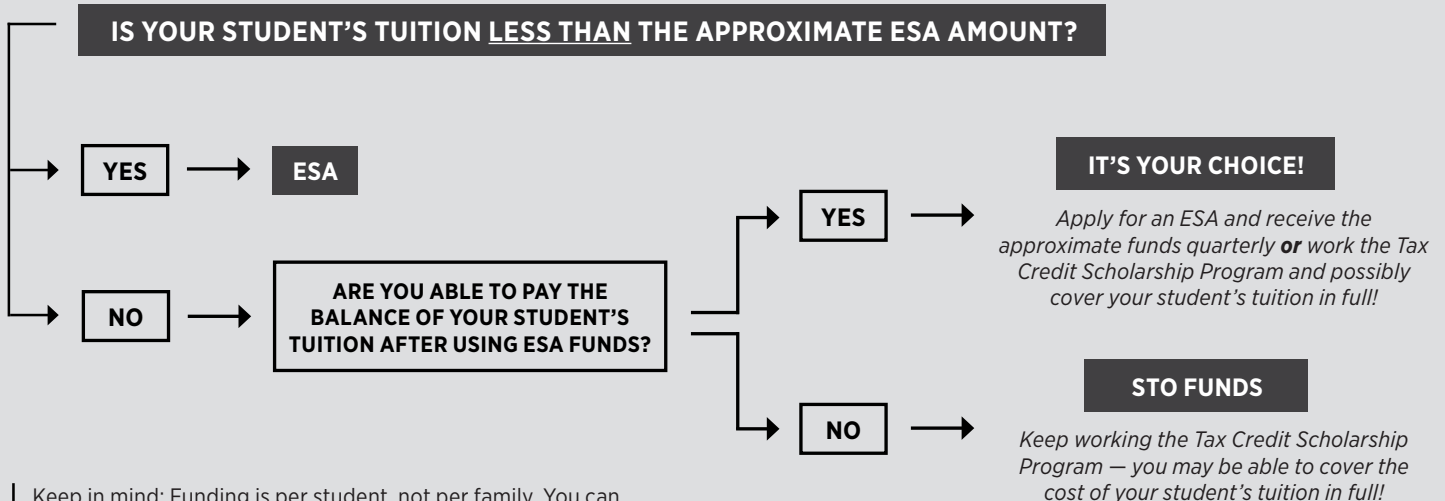 IS YOUR STUDENT'S TUITION LESS THAN THE APPROXIMATE ESA AMOUNT?
YES
ESA
NO
ARE YOU ABLE TO PAY THE
BALANCE OF YOUR STUDENT'S
TUITION AFTER USING ESA FUNDS?
YES
IT'S YOUR CHOICE!
Apply for an ESA and receive the
approximate funds quarterly or work the Tax
Credit Scholarship Program and possibly
cover your student's tuition in full!
NO
STO FUNDS
Keep working the Tax Credit Scholarship
Program — you may be able to cover the
cost of your student's tuition in full!
Keep in mind: Funding is per student, not per family. You can